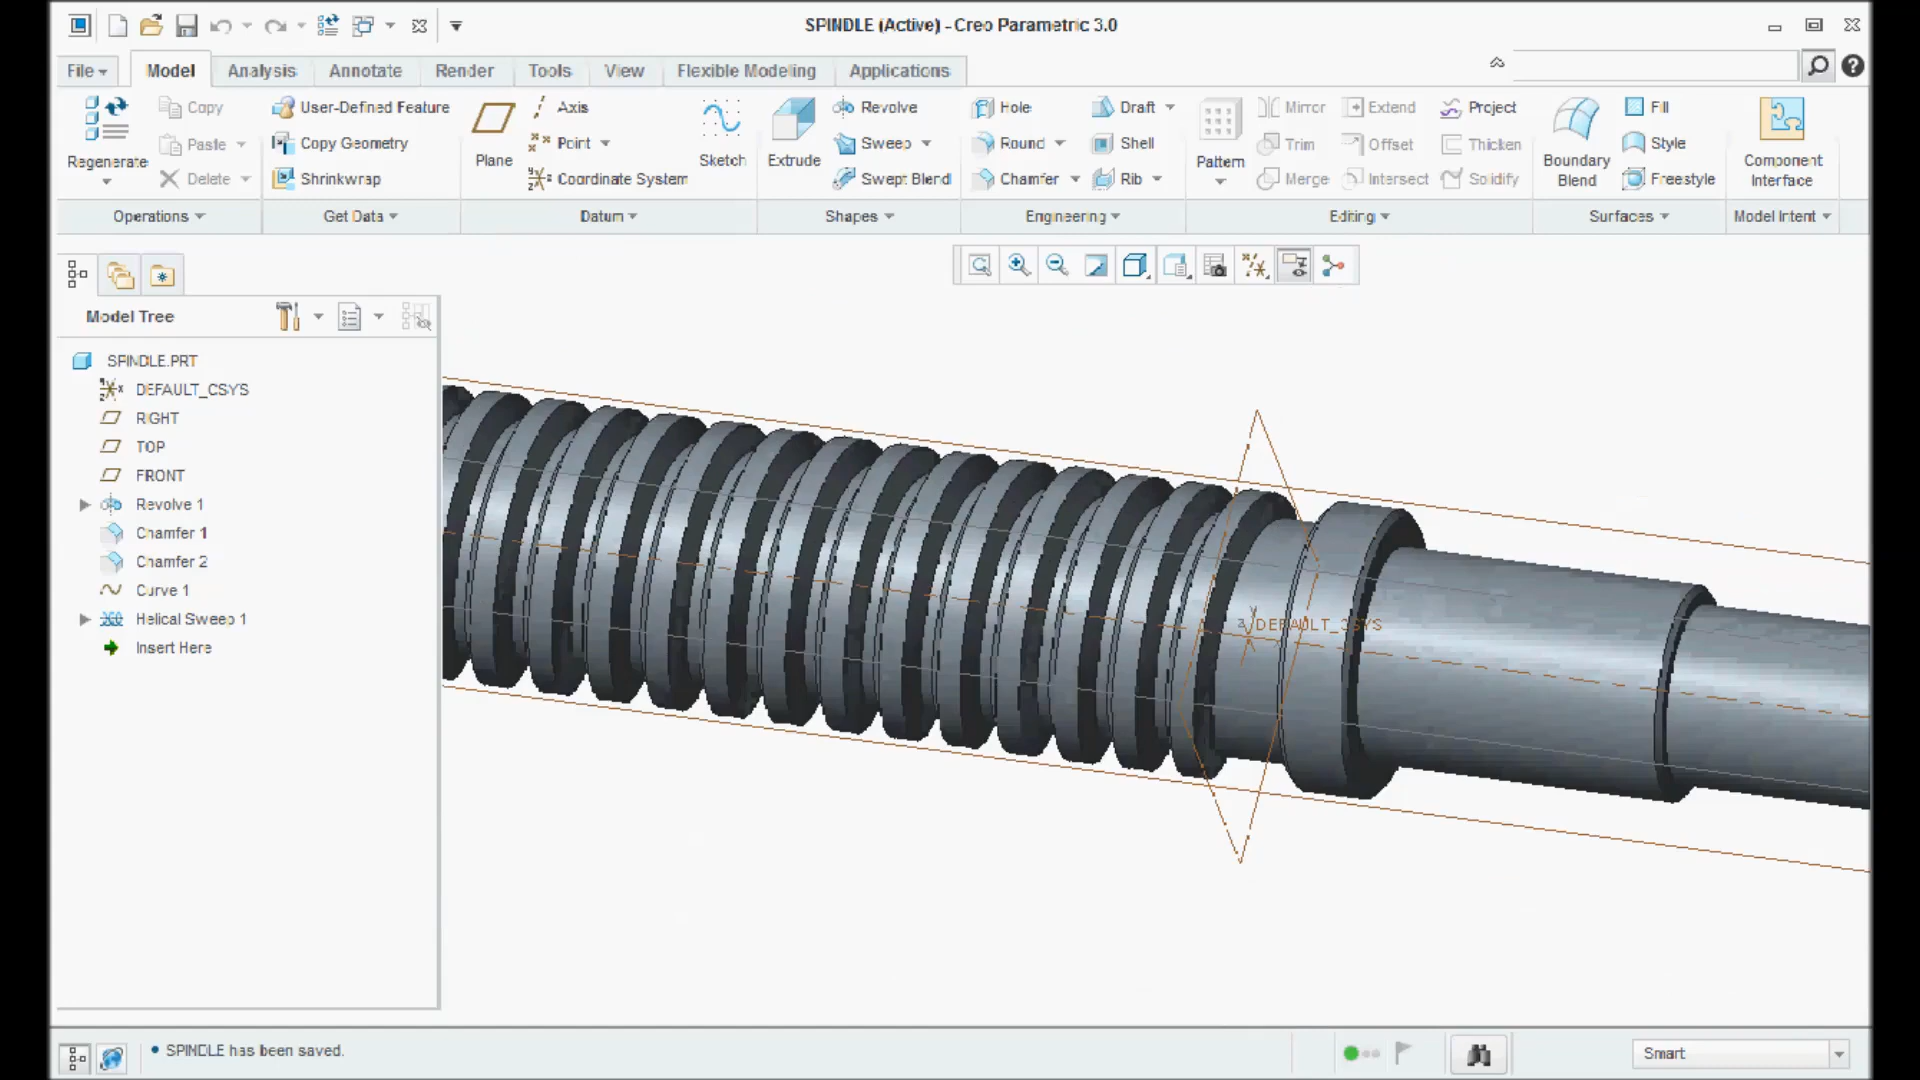 SPINDLE (Active) - Creo Parametric 3.0
File Model Analysis Annotate Render Tools View Flexible Modeling Applications
Regenerate Copy Paste Delete
User-Defined Feature Copy Geometry Shrinkwrap
Plane Axis Point Coordinate System Sketch
Extrude Revolve Sweep Swept Blend
Hole Round Chamfer Draft Shell Rib
Pattern Mirror Trim Merge Extend Offset Intersect Project Thicken Solidify
Boundary Blend Fill Style Freestyle
Component Interface
Operations Get Data Datum Shapes Engineering Editing Surfaces Model Intent
Model Tree
SPINDLE.PRT
DEFAULT_CSYS
RIGHT
TOP
FRONT
Revolve 1
Chamfer 1
Chamfer 2
Curve 1
Helical Sweep 1
Insert Here
DEFAULT_CSYS
SPINDLE has been saved.
Smart